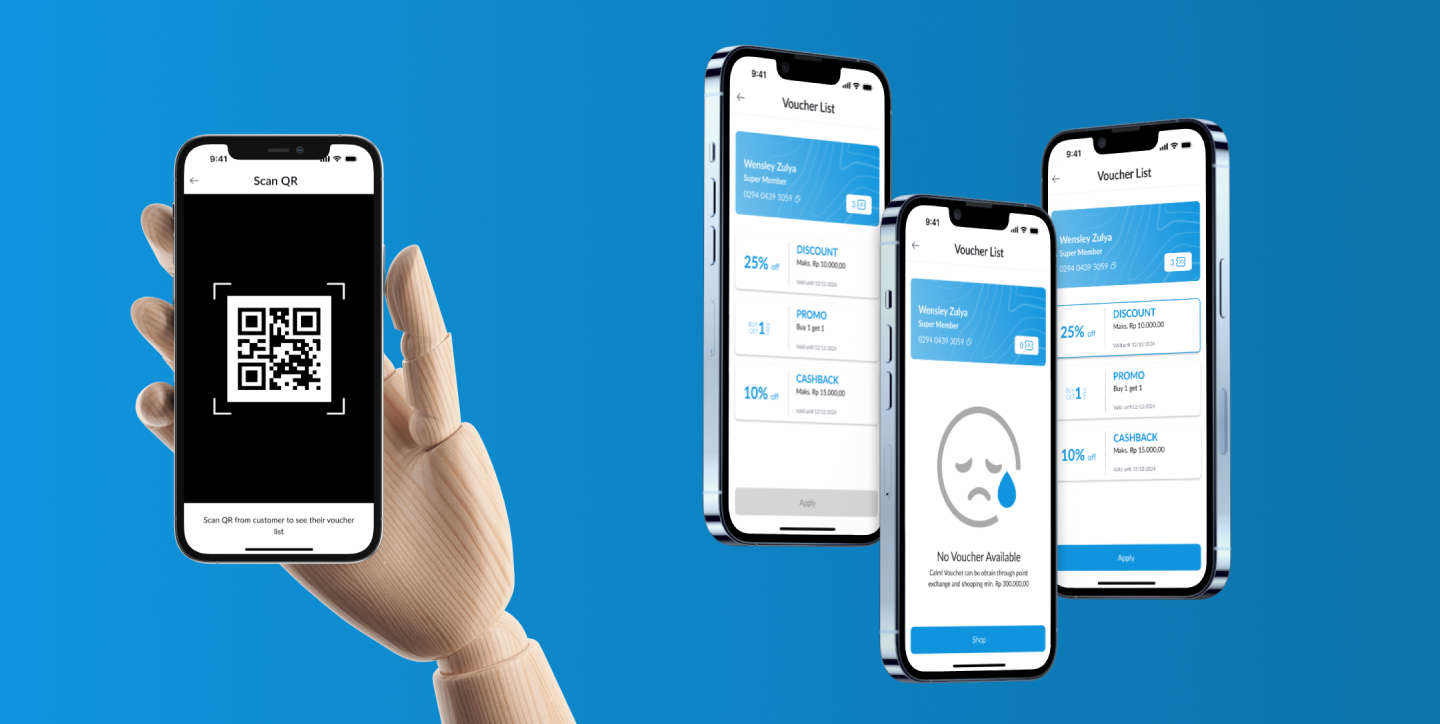 9:41
Scan QR
Scan QR from customer to see their voucher
list
9:41
Voucher List
Wensley Zulya
Super Member
0294 0439 3059
3
25% off
DISCOUNT
Maks. Rp 10.000,00
Valid until 12/12/2024
BUY 1
GET
PROMO
Buy 1 get 1
Valid until 12/12/2024
10% off
CASHBACK
Maks. Rp 15.000,00
Valid until 12/12/2024
Apply
9:41
Voucher List
Wensley Zulya
Super Member
0294 0439 3059
0
No Voucher Available
Calm! Voucher can be obtain through point
exchange and shopping min. Rp 300.000,00
Shop
9:41
Voucher List
Wensley Zulya
Super Member
0294 0439 3059
3
25% off
DISCOUNT
Maks. Rp 10.000,00
Valid until 12/12/2024
BUY 1
GET
PROMO
Buy 1 get 1
Valid until 12/12/2024
10% off
CASHBACK
Maks. Rp 15.000,00
Valid until 12/12/2024
Apply